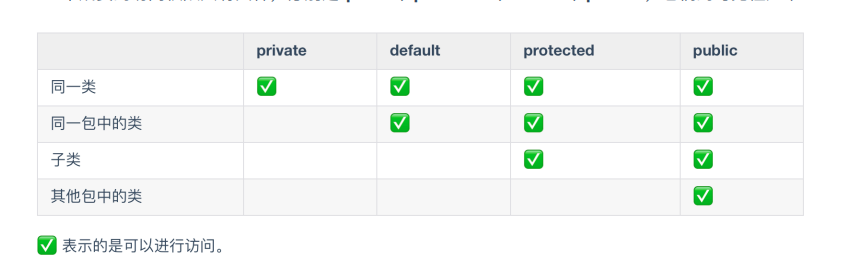 private default protected public
同一类 ✅ ✅ ✅ ✅
同一包中的类 ✅ ✅ ✅
子类 ✅ ✅
其他包中的类 ✅
✅ 表示的是可以进行访问。